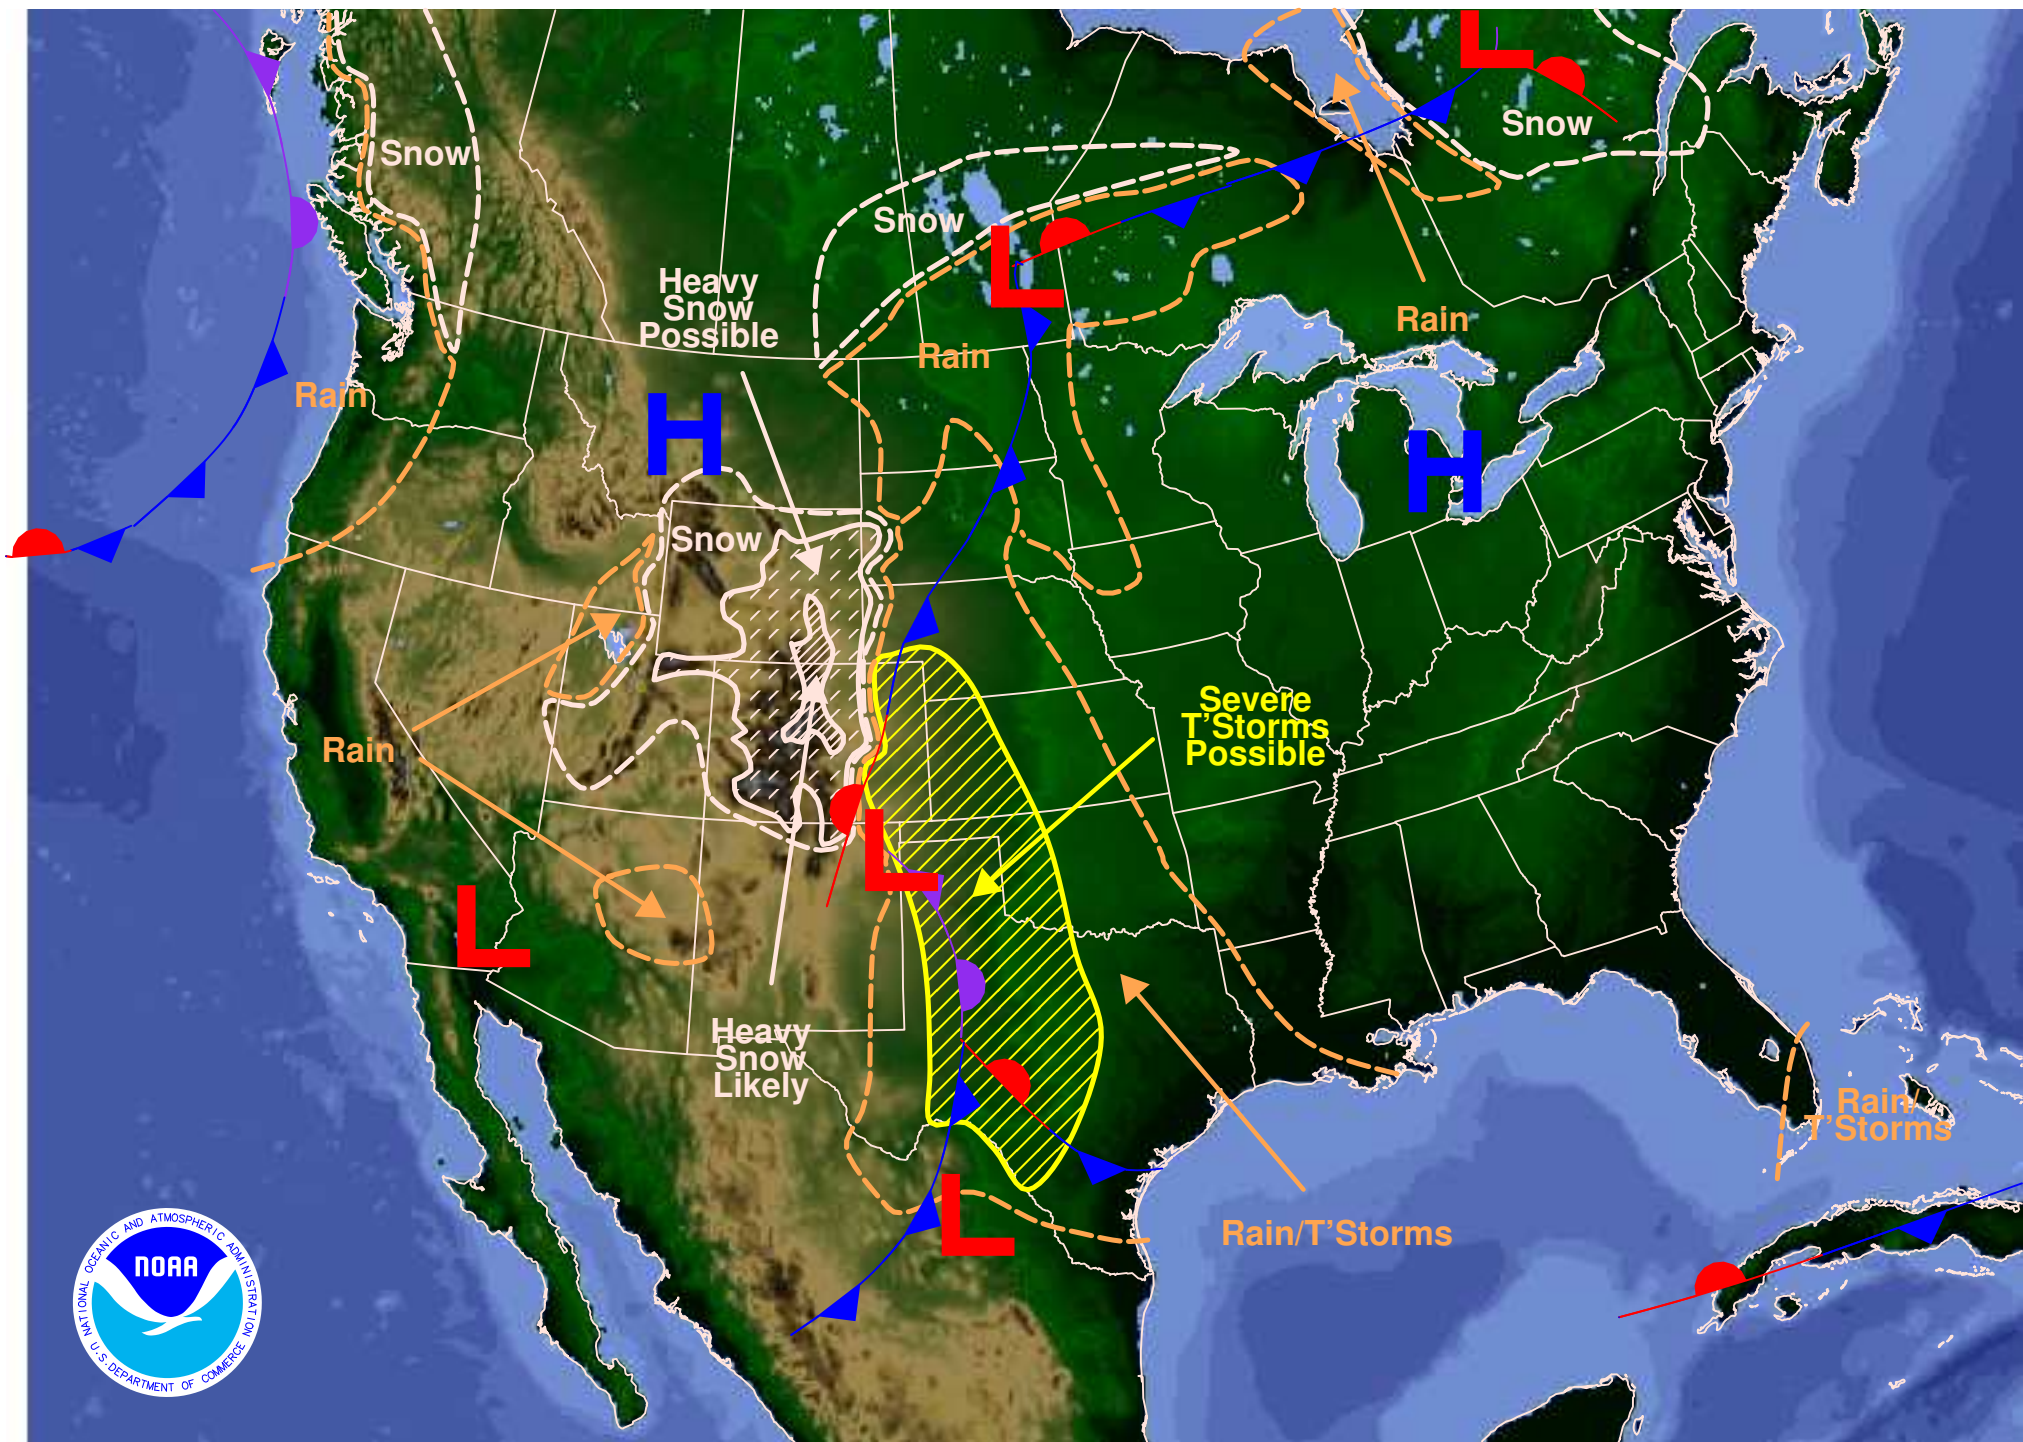 L
Snow
Snow
Snow
L
Heavy
Snow
Possible
Rain
Rain
Rain
H
H
Snow
Severe
T'Storms
Possible
Rain
L
L
Heavy
Snow
Likely
Rain/
T'Storms
L
Rain/T'Storms
NATIONAL OCEANIC AND ATMOSPHERIC ADMINISTRATION
NOAA
U.S. DEPARTMENT OF COMMERCE